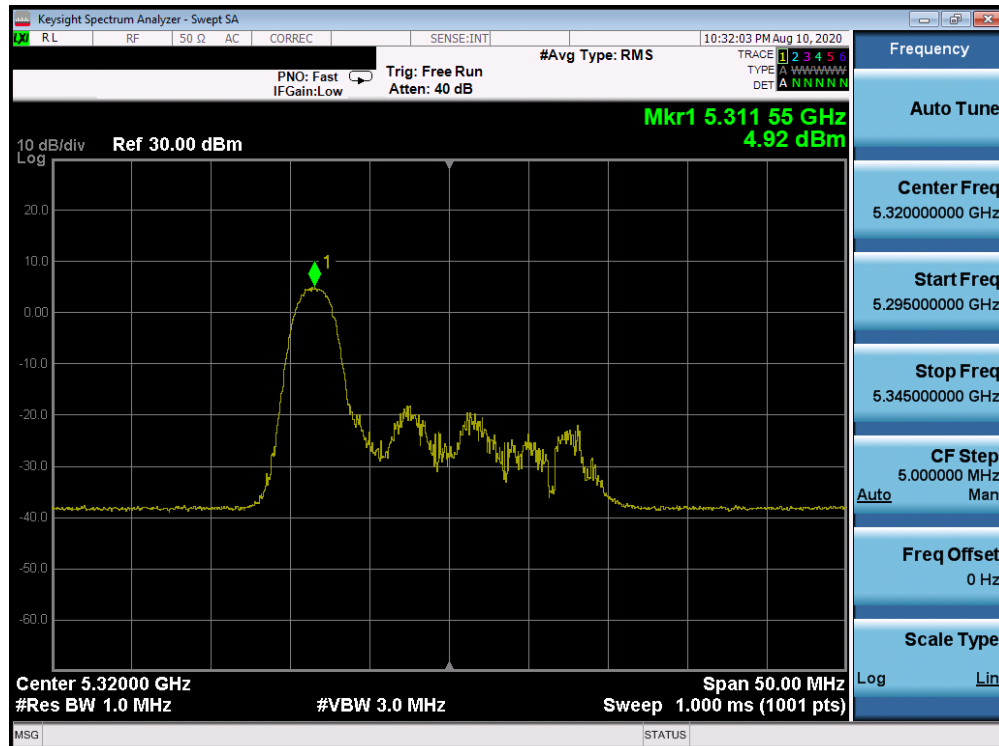 Keysight Spectrum Analyzer - Swept SA
LXI RL RF 50 Ω AC CORREC SENSE:INT 10:32:03 PM Aug 10, 2020
#Avg Type: RMS TRACE 1 2 3 4 5 6
PNO: Fast Trig: Free Run TYPE A WWWWW
IFGain:Low Atten: 40 dB DET A N N N N N
Mkr1 5.311 55 GHz
4.92 dBm
10 dB/div Ref 30.00 dBm
Log
20.0
10.0
1
0.00
-10.0
-20.0
-30.0
-40.0
-50.0
-60.0
Center 5.32000 GHz Span 50.00 MHz
#Res BW 1.0 MHz #VBW 3.0 MHz Sweep 1.000 ms (1001 pts)
MSG STATUS
Frequency
Auto Tune
Center Freq
5.320000000 GHz
Start Freq
5.295000000 GHz
Stop Freq
5.345000000 GHz
CF Step
5.000000 MHz
Auto Man
Freq Offset
0 Hz
Scale Type
Log Lin